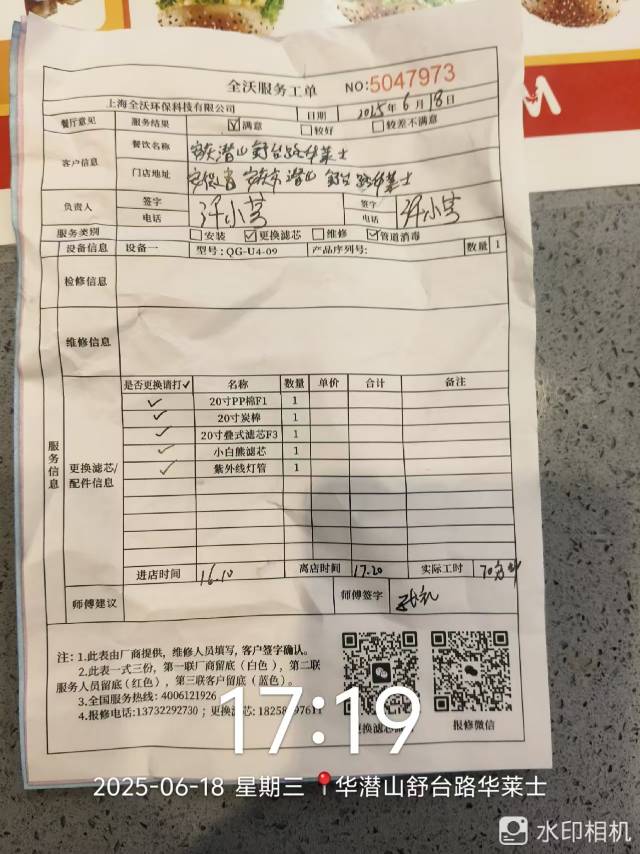 全沃服务工单 NO:5047973
上海全沃环保科技有限公司 日期 2025年6月18日
餐厅意见 服务结果 ☑满意 □较好 □较差不满意
客户信息
餐饮名称 安庆潜山舒台路华莱士
门店地址 安徽省安庆市潜山舒台路华莱士
负责人 签字 电话 签字 电话
服务类别 □安装 ☑更换滤芯 □维修 ☑管道消毒
设备信息 设备一 型号:QG-U4-09 产品序列号: 数量 1
检修信息
维修信息
服务信息
更换滤芯/配件信息
是否更换请打✓ 名称 数量 单价 合计 备注
✓ 20寸PP棉F1 1
✓ 20寸炭棒 1
✓ 20寸叠式滤芯F3 1
✓ 小白熊滤芯 1
✓ 紫外线灯管 1
进店时间 16.10 离店时间 17.20 实际工时 70分钟
师傅建议 师傅签字
注：1.此表由厂商提供，维修人员填写，客户签字确认。
2.此表一式三份，第一联厂商留底(白色)，第二联
服务人员留底(红色)，第三联客户留底(蓝色)。
3.全国服务热线: 4006121926
4.报修电话:13732292730；更换滤芯:
更换滤芯 报修微信
17:19
2025-06-18 星期三 华潜山舒台路华莱士
水印相机